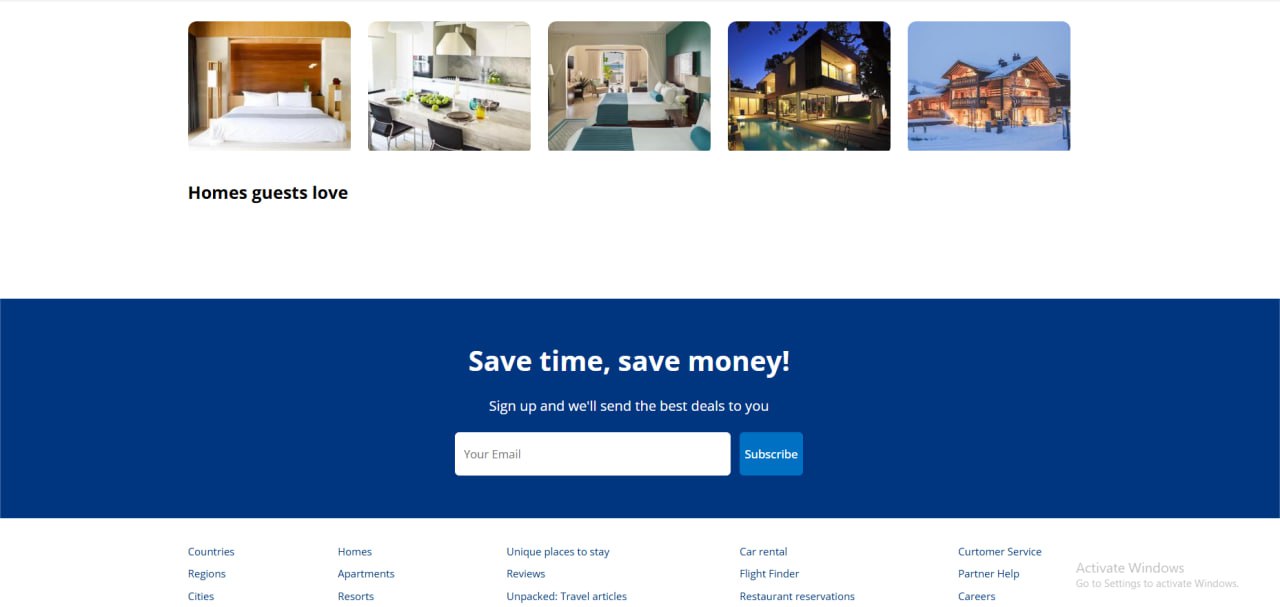 Homes guests love
Save time, save money!
Sign up and we'll send the best deals to you
Your Email
Subscribe
Countries
Regions
Cities
Homes
Apartments
Resorts
Unique places to stay
Reviews
Unpacked: Travel articles
Car rental
Flight Finder
Restaurant reservations
Curtomer Service
Partner Help
Careers
Activate Windows
Go to Settings to activate Windows.